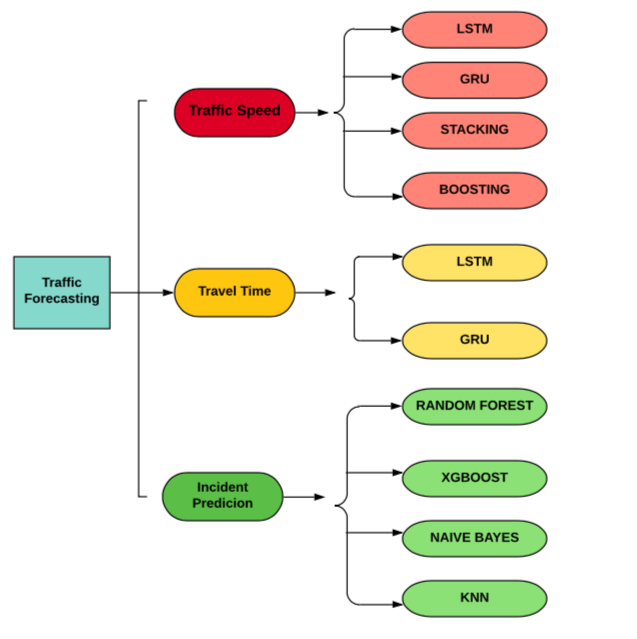 Traffic
Forecasting
Traffic Speed
LSTM
GRU
STACKING
BOOSTING
Travel Time
LSTM
GRU
Incident
Predicion
RANDOM FOREST
XGBOOST
NAIVE BAYES
KNN